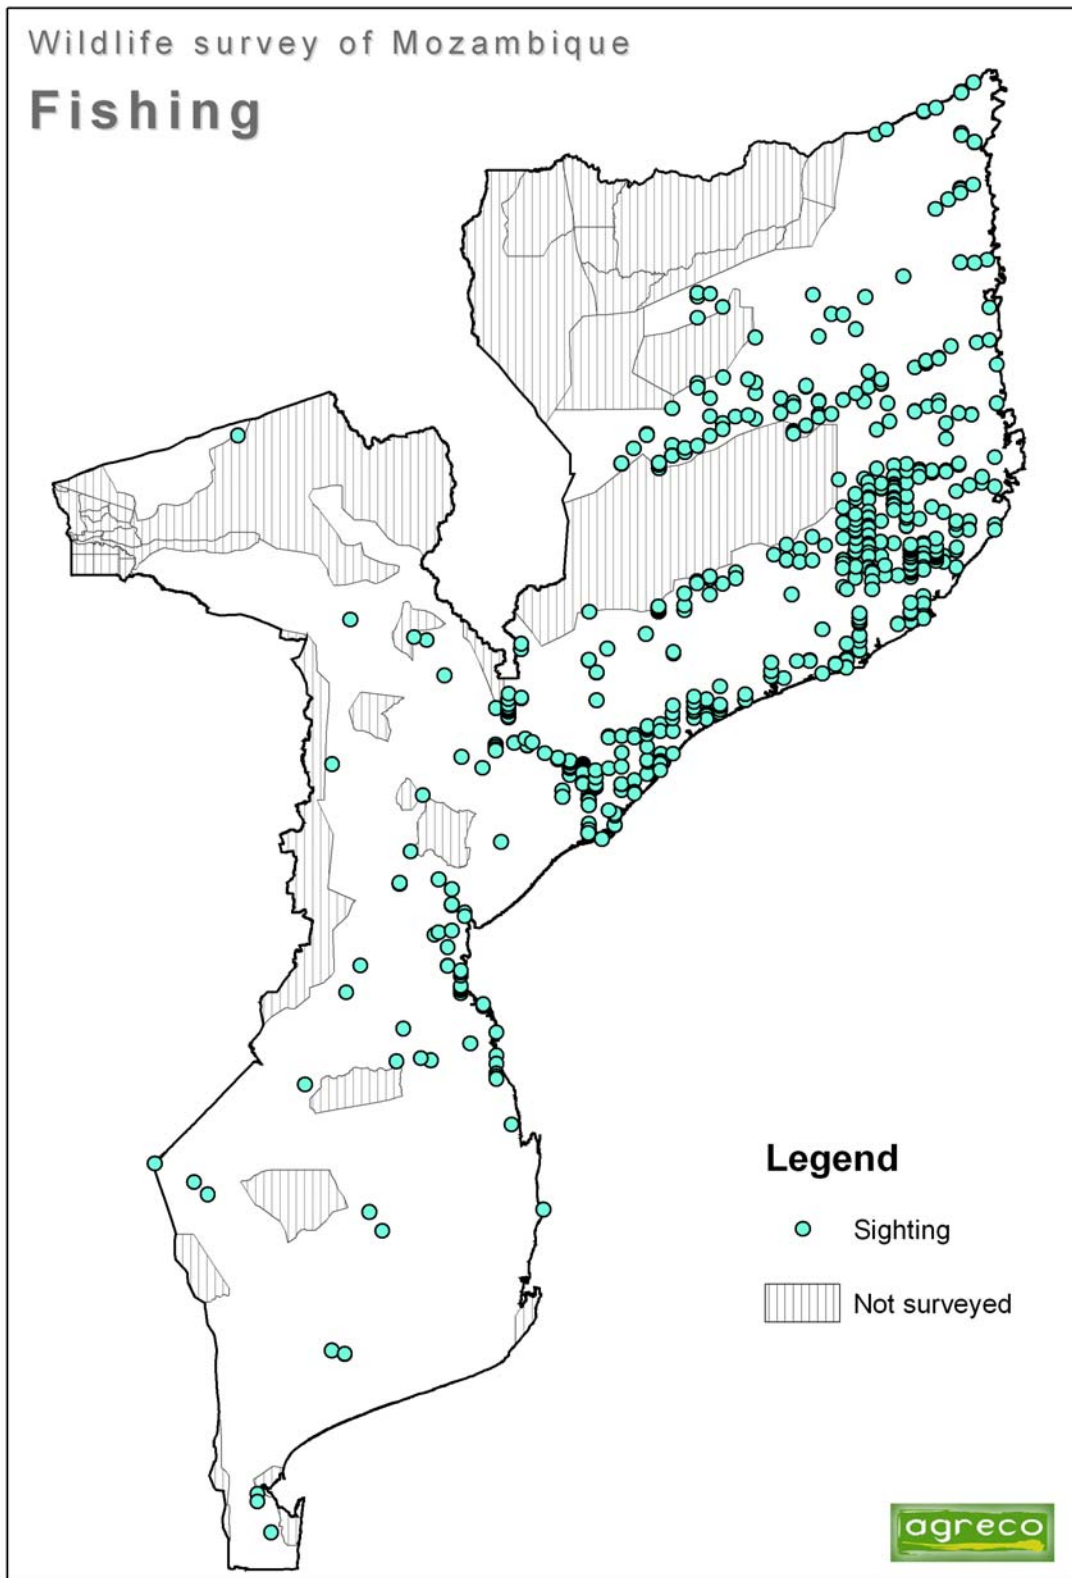 Wildlife survey of Mozambique
Fishing
Legend
Sighting
Not surveyed
agreco